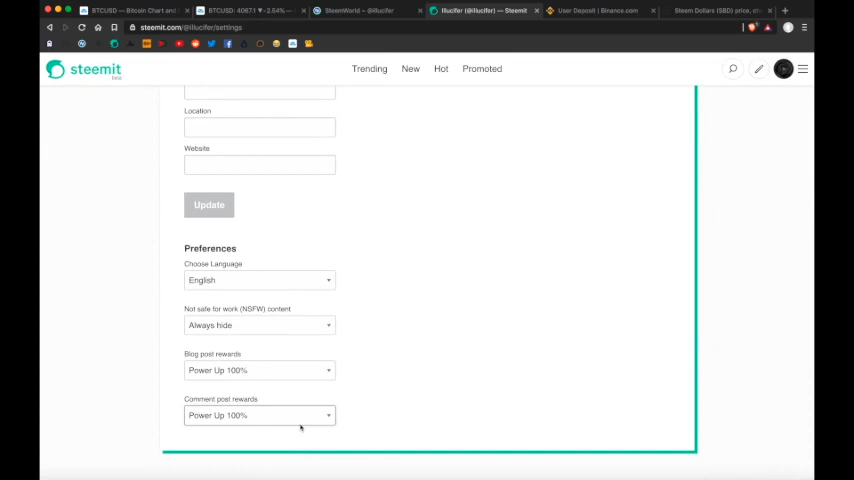 BTCUSD — Bitcoin Chart and
BTCUSD: 4067.1 ▼−2.54% —
SteemWorld ~ @illucifer
Illucifer (@illucifer) — Steemit
User Deposit | Binance.com
Steem Dollars (SBD) price, ch
steemit.com/@illucifer/settings
steemit
beta
Trending
New
Hot
Promoted
Location
Website
Update
Preferences
Choose Language
English
Not safe for work (NSFW) content
Always hide
Blog post rewards
Power Up 100%
Comment post rewards
Power Up 100%